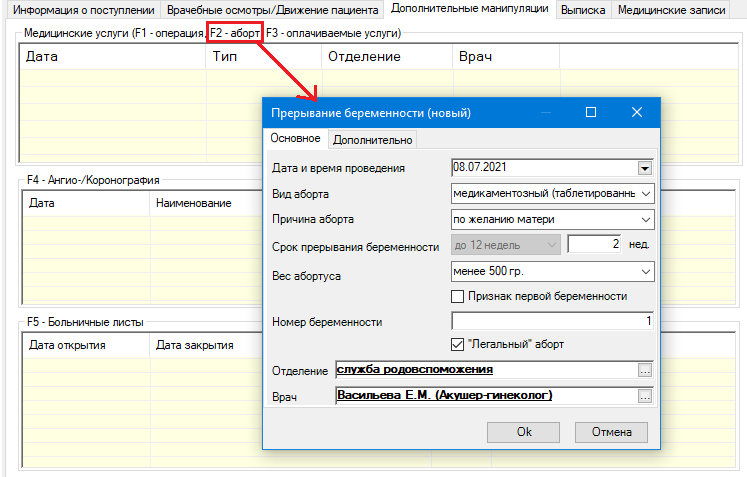 Информация о поступлении Врачебные осмотры/Движение пациента Дополнительные манипуляции Выписка Медицинские записи
Медицинские услуги (F1 - операция, F2 - аборт, F3 - оплачиваемые услуги)
Дата Тип Отделение Врач
Прерывание беременности (новый)
Основное Дополнительно
Дата и время проведения 08.07.2021
Вид аборта медикаментозный (таблетированнь
Причина аборта по желанию матери
Срок прерывания беременности до 12 недель 2 нед.
Вес абортуса менее 500 гр.
Признак первой беременности
Номер беременности 1
"Легальный" аборт
Отделение служба родовспоможения ...
Врач Васильева Е.М. (Акушер-гинеколог) ...
Ok Отмена
F4 - Ангио-/Коронография
Дата Наименование
F5 - Больничные листы
Дата открытия Дата закрытия